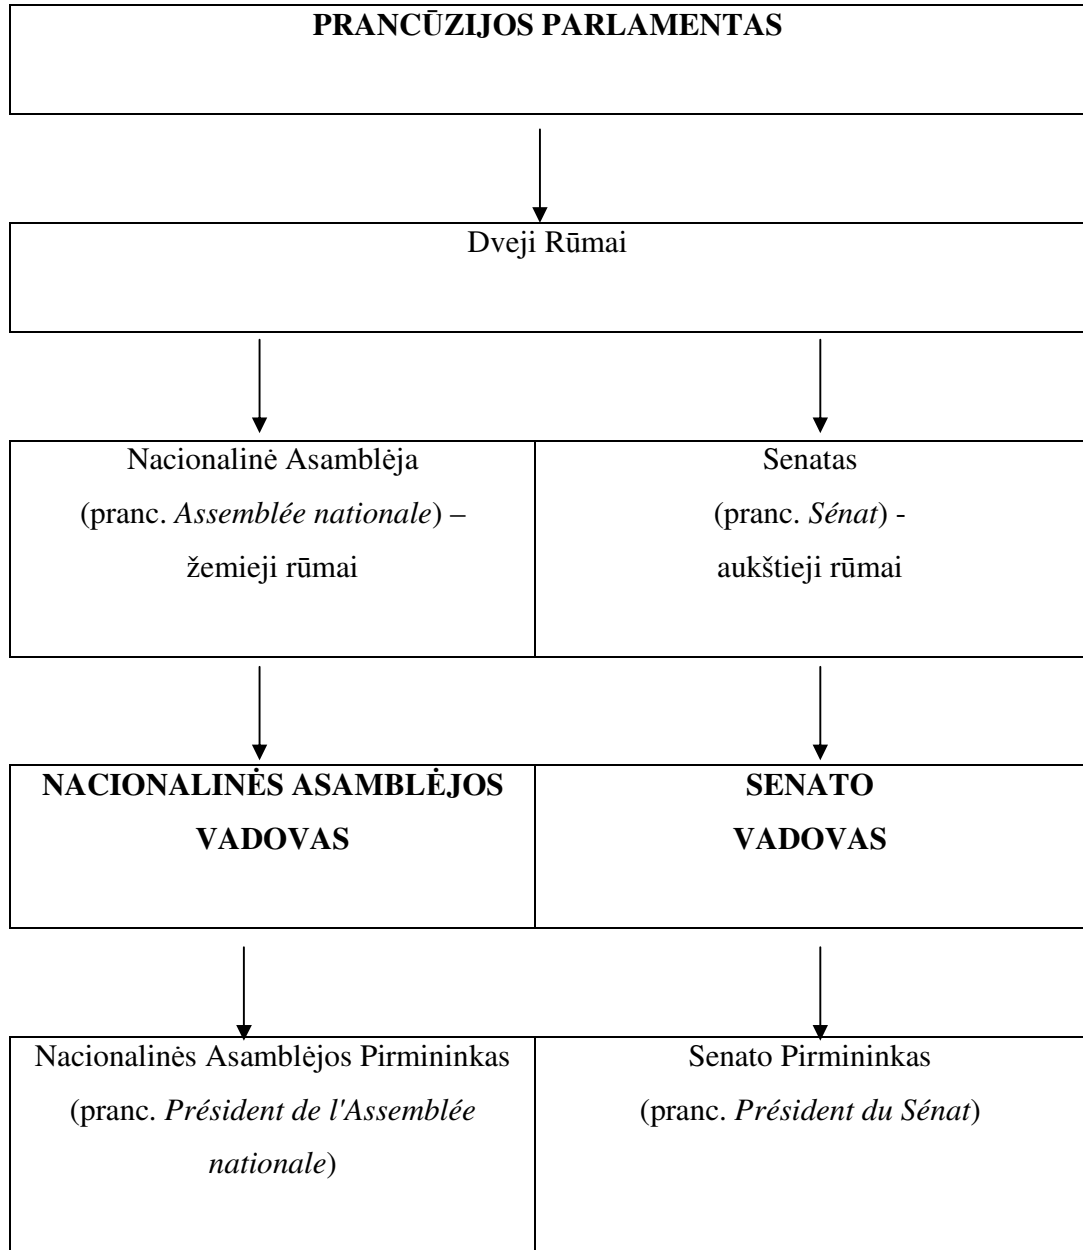 PRANCŪZIJOS PARLAMENTAS
Dveji Rūmai
Nacionalinė Asamblėja
(pranc. Assemblée nationale) –
žemieji rūmai
Senatas
(pranc. Sénat) -
aukštieji rūmai
NACIONALINĖS ASAMBLĖJOS
VADOVAS
SENATO
VADOVAS
Nacionalinės Asamblėjos Pirmininkas
(pranc. Président de l'Assemblée
nationale)
Senato Pirmininkas
(pranc. Président du Sénat)